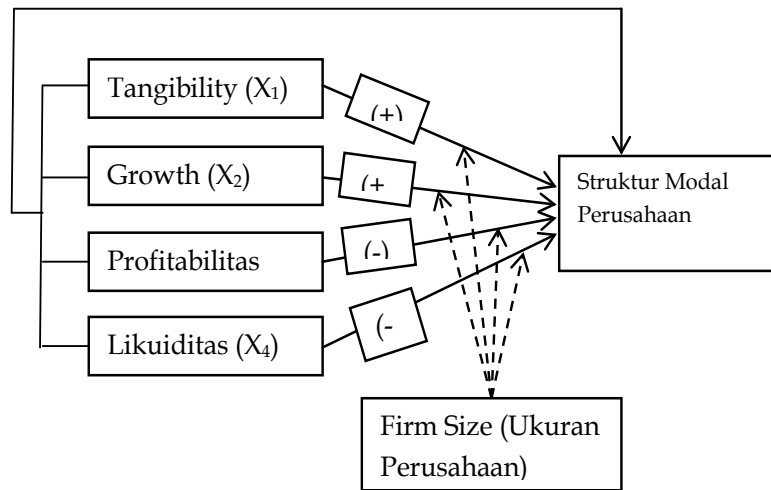 Tangibility (X₁)
(+)
Growth (X₂)
(+
Struktur Modal
Perusahaan
Profitabilitas
(-)
Likuiditas (X₄)
(-
Firm Size (Ukuran
Perusahaan)